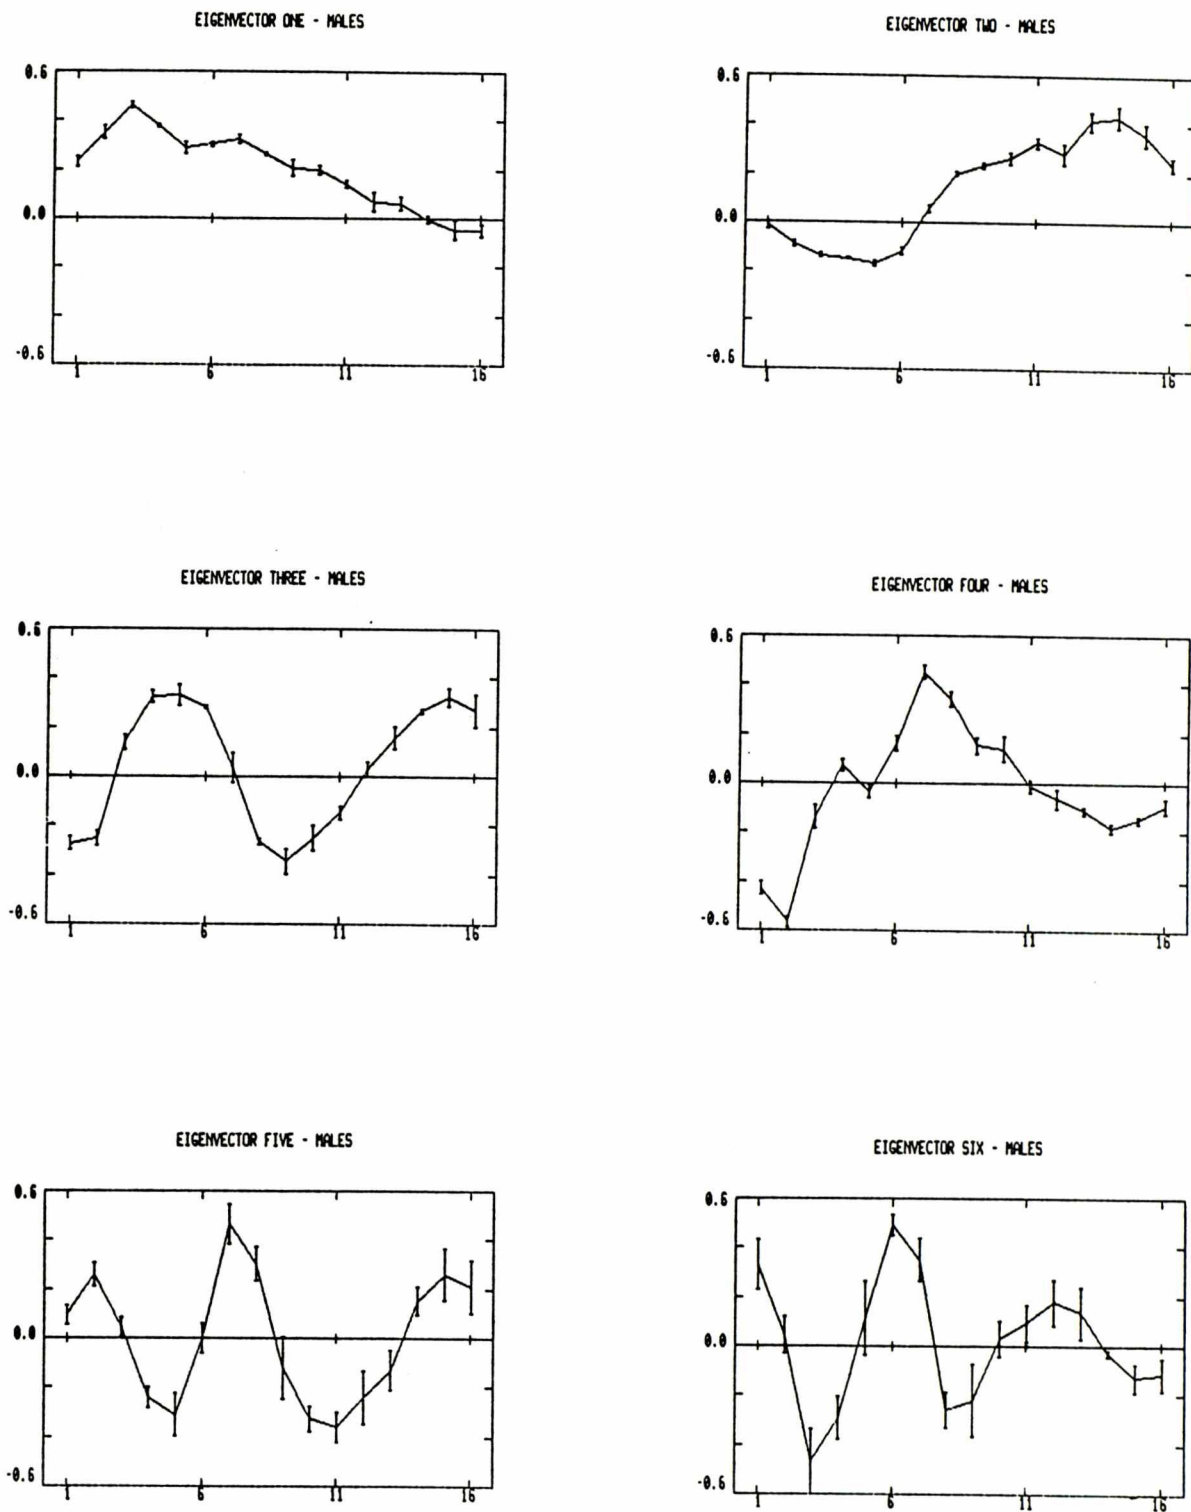 EIGENVECTOR ONE - MALES
0.6
0.0
-0.6
1 6 11 16
EIGENVECTOR TWO - MALES
0.6
0.0
-0.6
1 6 11 16
EIGENVECTOR THREE - MALES
0.6
0.0
-0.6
1 6 11 16
EIGENVECTOR FOUR - MALES
0.6
0.0
-0.6
1 6 11 16
EIGENVECTOR FIVE - MALES
0.6
0.0
-0.6
1 6 11 16
EIGENVECTOR SIX - MALES
0.6
0.0
-0.6
1 6 11 16